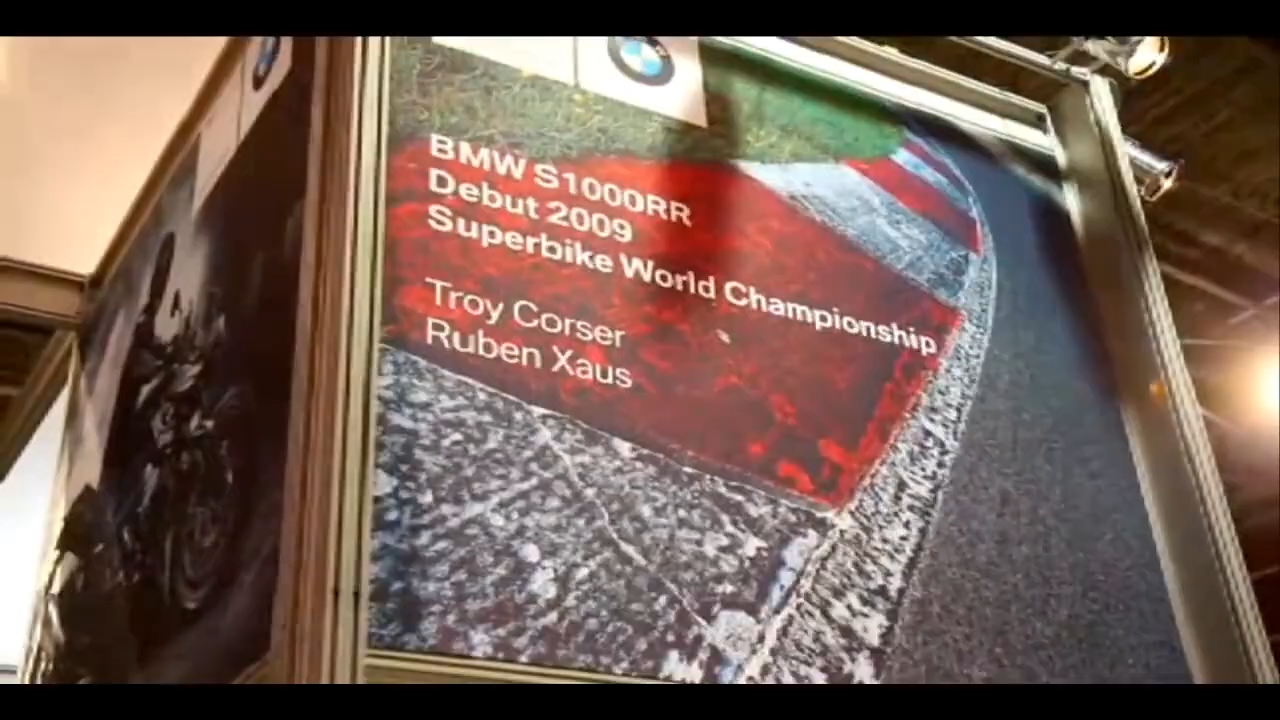 BMW S1000RR
Debut 2009
Superbike World Championship
Troy Corser
Ruben Xaus